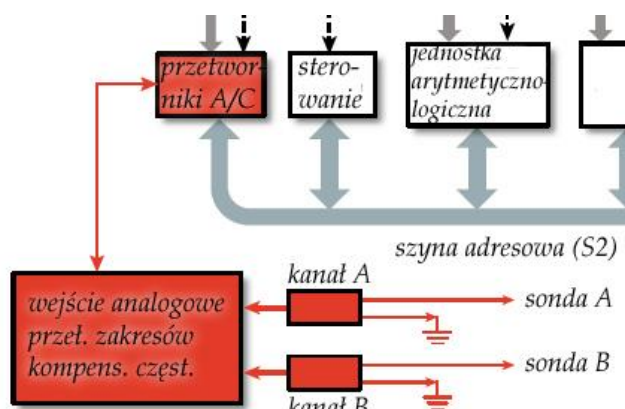 przetwor-
niki A/C
stero-
wanie
jednostka
arytmetyczno-
logiczna
szyna adresowa (S2)
kanał A
wejście analogowe
przeł. zakresów
kompens. częst.
sonda A
sonda B
kanał B